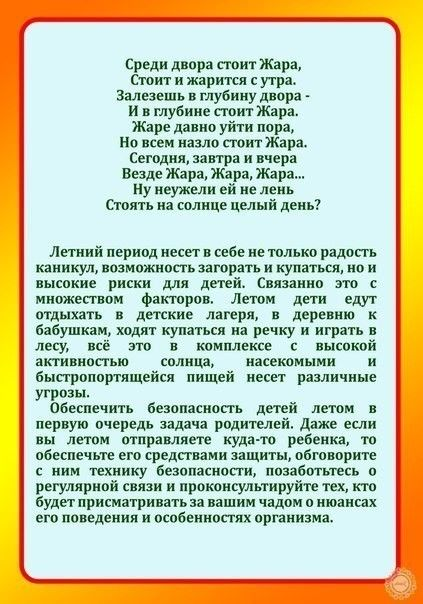 Среди двора стоит Жара,
Стоит и жарится с утра.
Залезешь в глубину двора -
И в глубине стоит Жара.
Жаре давно уйти пора,
Но всем назло стоит Жара.
Сегодня, завтра и вчера
Везде Жара, Жара, Жара...
Ну неужели ей не лень
Стоять на солнце целый день?
Летний период несет в себе не только радость
каникул, возможность загорать и купаться, но и
высокие риски для детей. Связанно это с
множеством факторов. Летом дети едут
отдыхать в детские лагеря, в деревню к
бабушкам, ходят купаться на речку и играть в
лесу, всё это в комплексе с высокой
активностью солнца, насекомыми и
быстропортящейся пищей несет различные
угрозы.
Обеспечить безопасность детей летом в
первую очередь задача родителей. Даже если
вы летом отправляете куда-то ребенка, то
обеспечьте его средствами защиты, обговорите
с ним технику безопасности, позаботьтесь о
регулярной связи и проконсультируйте тех, кто
будет присматривать за вашим чадом о нюансах
его поведения и особенностях организма.